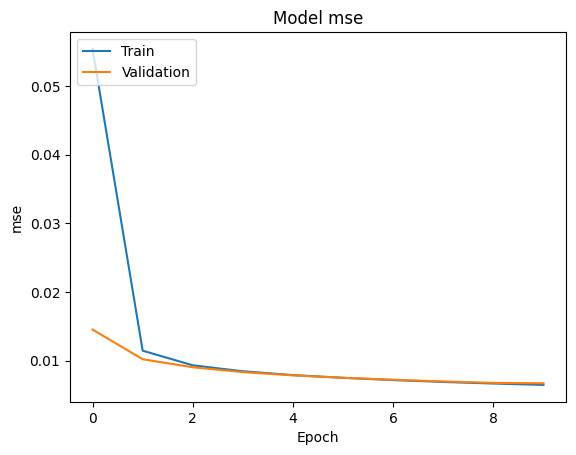 Model mse
Train
Validation
0.05
0.04
0.03
0.02
0.01
mse
0 2 4 6 8
Epoch